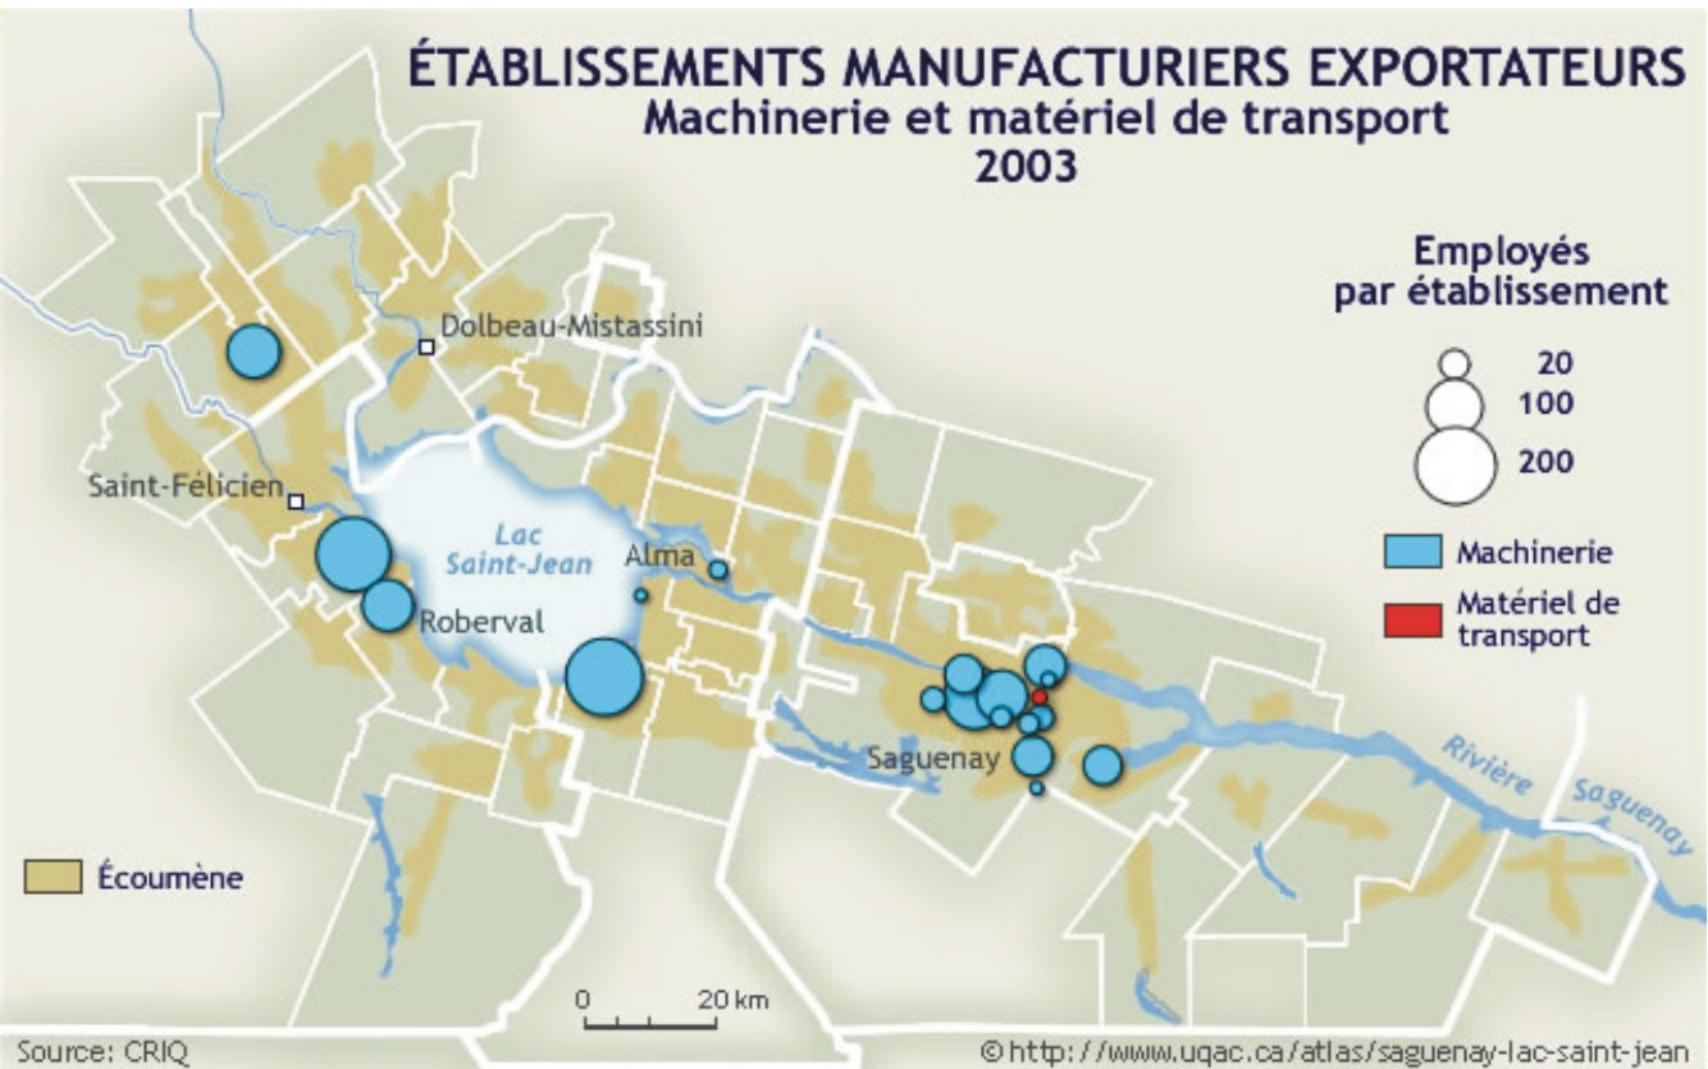 ÉTABLISSEMENTS MANUFACTURIERS EXPORTATEURS
Machinerie et matériel de transport
2003
Employés
par établissement
20
100
200
Machinerie
Matériel de
transport
Dolbeau-Mistassini
Saint-Félicien
Lac
Saint-Jean
Alma
Roberval
Saguenay
Rivière Saguenay
Écoumène
0 20 km
Source: CRIQ
© http://www.uqac.ca/atlas/saguenay-lac-saint-jean